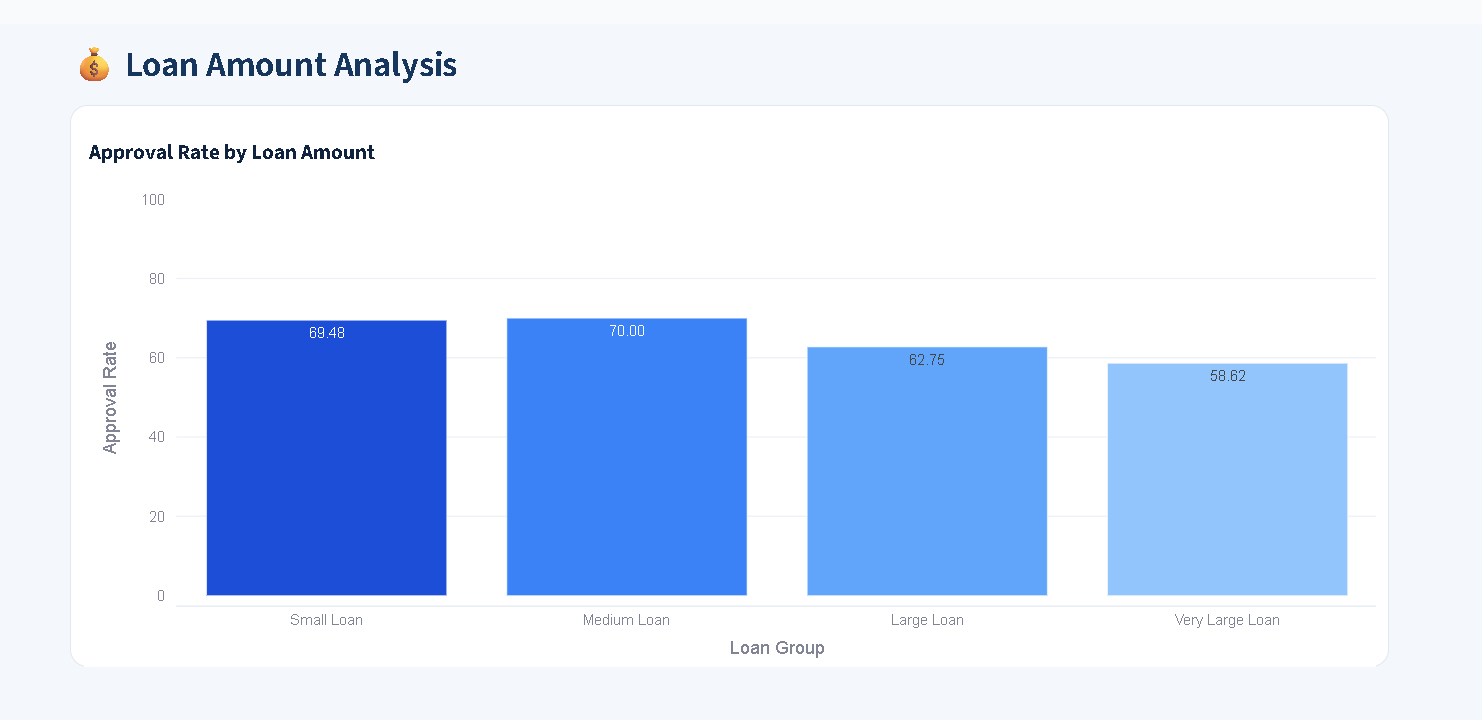 💰 Loan Amount Analysis
Approval Rate by Loan Amount
100
80
60
40
20
0
Approval Rate
69.48
70.00
62.75
58.62
Small Loan
Medium Loan
Large Loan
Very Large Loan
Loan Group